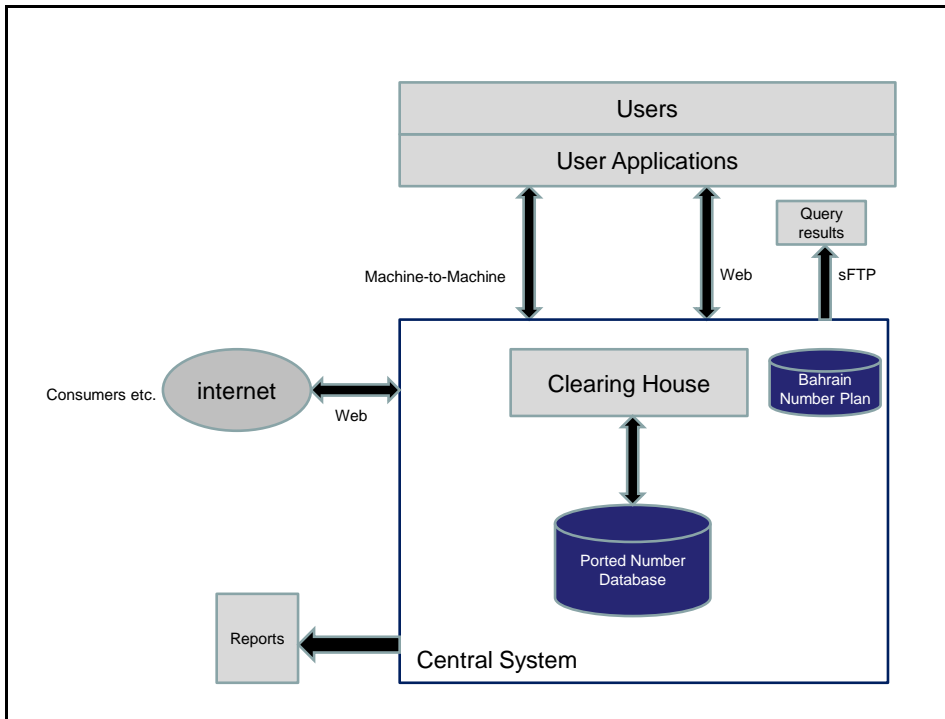 Users
User Applications
Query
results
Machine-to-Machine
Web
sFTP
Consumers etc.
internet
Web
Clearing House
Bahrain
Number Plan
Ported Number
Database
Reports
Central System